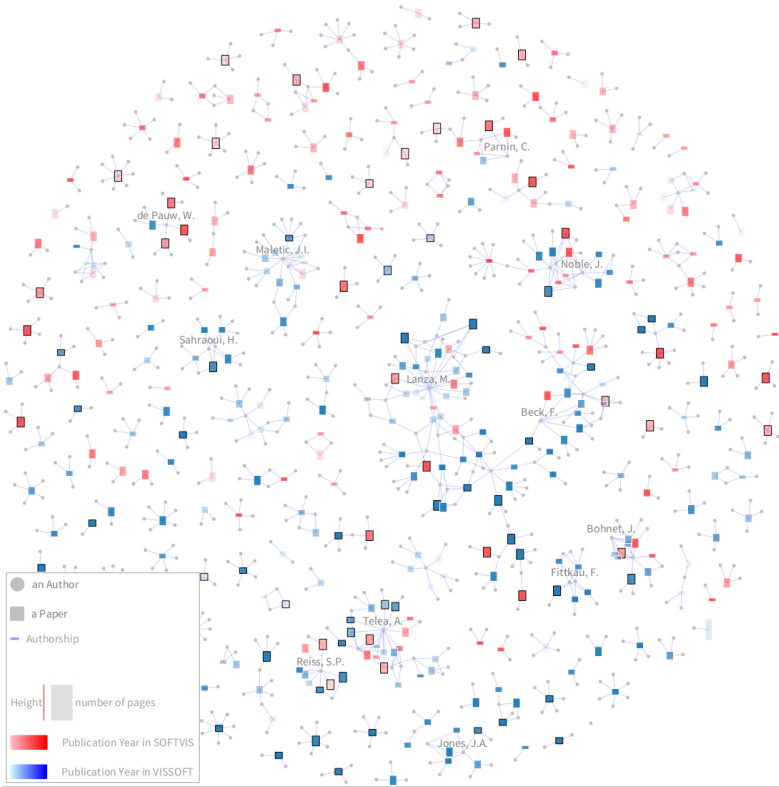 Parnin, C.
de Pauw, W.
Maletic, J.I.
Noble, J.
Sahraoui, H.
Lanza, M.
Beck, F.
Bohnet, J.
Fittkau, F.
Telea, A.
Reiss, S.P.
Jones, J.A.
an Author
a Paper
Authorship
Height number of pages
Publication Year in SOFTVIS
Publication Year in VISSOFT